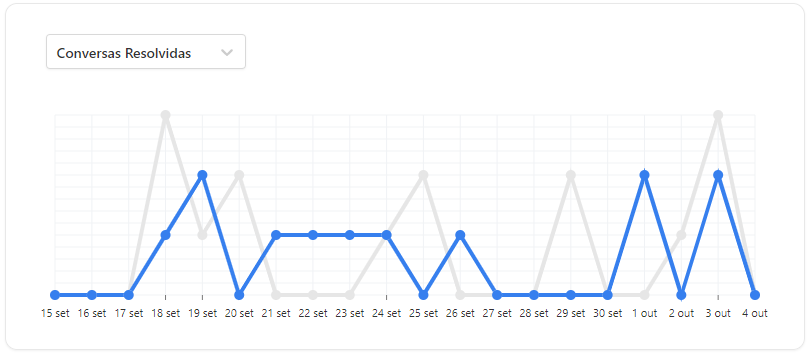 Conversas Resolvidas
15 set 16 set 17 set 18 set 19 set 20 set 21 set 22 set 23 set 24 set 25 set 26 set 27 set 28 set 29 set 30 set 1 out 2 out 3 out 4 out